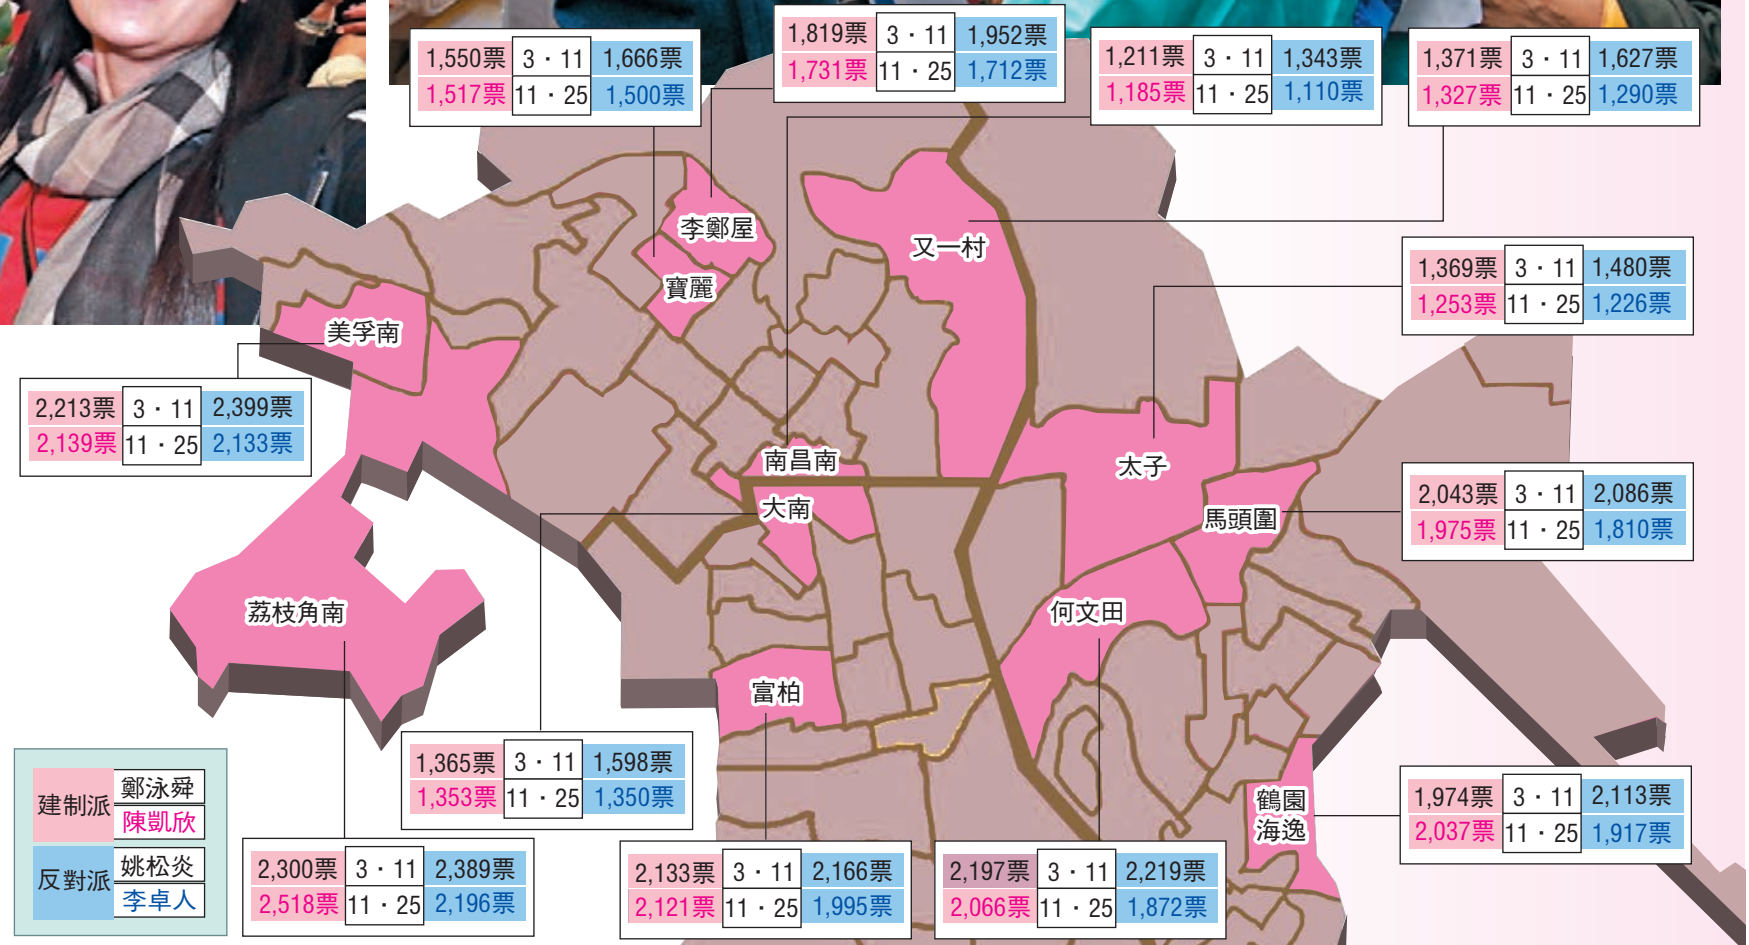 1,550票 3・11 1,666票
1,517票 11・25 1,500票
1,819票 3・11 1,952票
1,731票 11・25 1,712票
1,211票 3・11 1,343票
1,185票 11・25 1,110票
1,371票 3・11 1,627票
1,327票 11・25 1,290票
李鄭屋
又一村
寶麗
1,369票 3・11 1,480票
1,253票 11・25 1,226票
美孚南
2,213票 3・11 2,399票
2,139票 11・25 2,133票
南昌南
太子
大南
馬頭圍
2,043票 3・11 2,086票
1,975票 11・25 1,810票
荔枝角南
何文田
富柏
1,365票 3・11 1,598票
1,353票 11・25 1,350票
鶴園
海逸
1,974票 3・11 2,113票
2,037票 11・25 1,917票
建制派
鄭泳舜
陳凱欣
反對派
姚松炎
李卓人
2,300票 3・11 2,389票
2,518票 11・25 2,196票
2,133票 3・11 2,166票
2,121票 11・25 1,995票
2,197票 3・11 2,219票
2,066票 11・25 1,872票